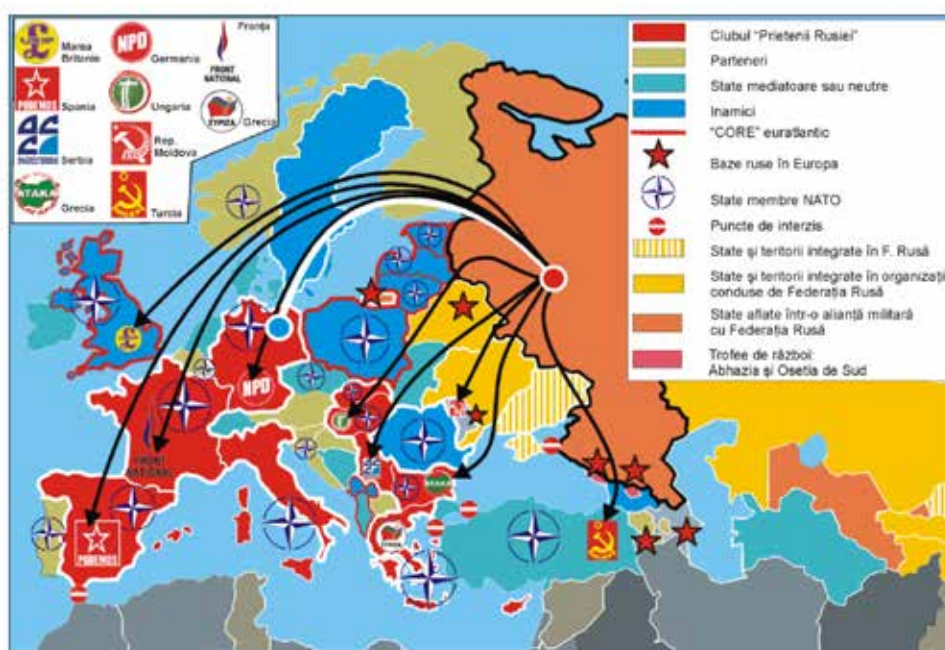 Marea
Britanie
NPD
Germania
Franța
FRONT
NATIONAL
PODEMOS
Spania
Ungaria
Grecia
Serbia
Rep.
Moldova
ATAKA
Grecia
Turcia
Clubul "Prietenii Rusiei"
Parteneri
State mediatoare sau neutre
Inamici
"CORE" euratlantic
Baze ruse în Europa
State membre NATO
Puncte de interzis
State și teritorii integrate în F. Rusă
State și teritorii integrate în organizații
conduse de Federația Rusă
State aflate într-o alianță militară
cu Federația Rusă
Trofee de război:
Abhazia și Osetia de Sud
NPD
FRONT
NATIONAL
PODEMOS
ATAKA